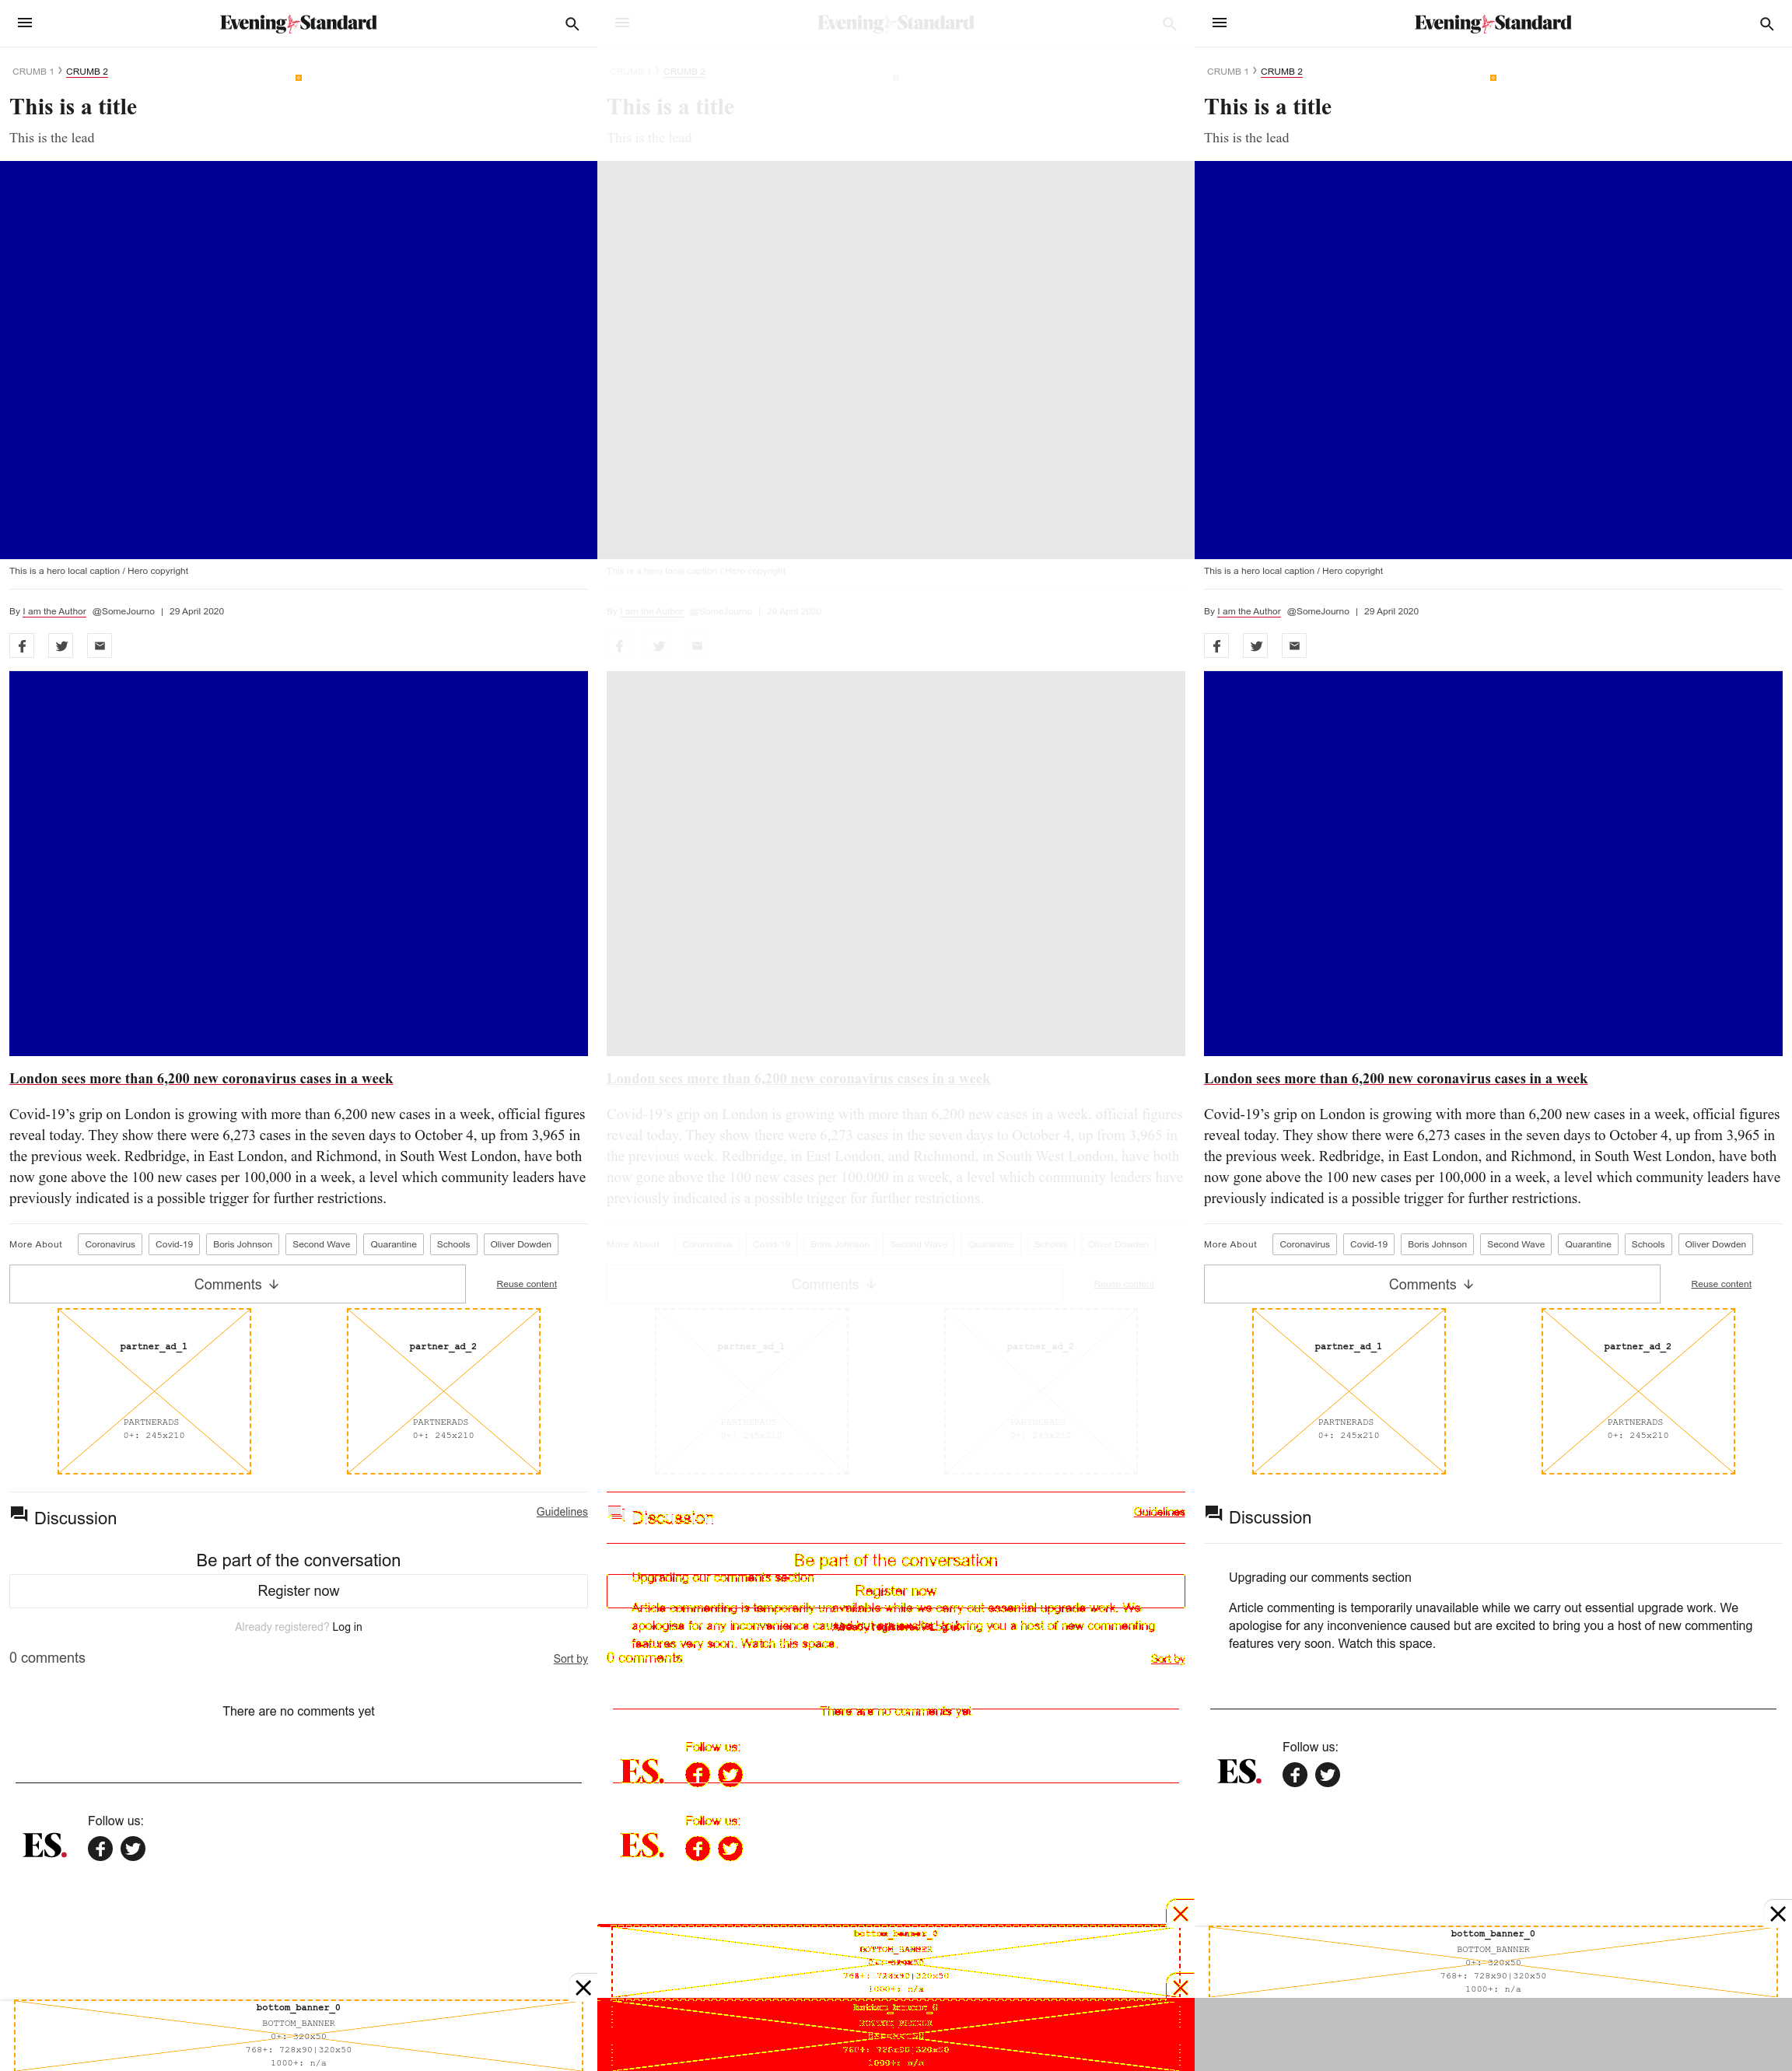 Evening Standard
CRUMB 1 › CRUMB 2
This is a title
This is the lead
This is a hero local caption / Hero copyright
By I am the Author @SomeJourno | 29 April 2020
London sees more than 6,200 new coronavirus cases in a week
Covid-19’s grip on London is growing with more than 6,200 new cases in a week, official figures
reveal today. They show there were 6,273 cases in the seven days to October 4, up from 3,965 in
the previous week. Redbridge, in East London, and Richmond, in South West London, have both
now gone above the 100 new cases per 100,000 in a week, a level which community leaders have
previously indicated is a possible trigger for further restrictions.
More About Coronavirus Covid-19 Boris Johnson Second Wave Quarantine Schools Oliver Dowden
Comments ↓ Reuse content
partner_ad_1 partner_ad_2
PARTNERADS PARTNERADS
0+: 245x210 0+: 245x210
Discussion Guidelines
Be part of the conversation
Register now
Already registered? Log in
0 comments Sort by
There are no comments yet
Follow us:
ES.
bottom_banner_0
BOTTOM_BANNER
0+: 320x50
768+: 728x90|320x50
1000+: n/a
Evening Standard
CRUMB 1 › CRUMB 2
This is a title
This is the lead
This is a hero local caption / Hero copyright
By I am the Author @SomeJourno | 29 April 2020
London sees more than 6,200 new coronavirus cases in a week
Covid-19’s grip on London is growing with more than 6,200 new cases in a week, official figures
reveal today. They show there were 6,273 cases in the seven days to October 4, up from 3,965 in
the previous week. Redbridge, in East London, and Richmond, in South West London, have both
now gone above the 100 new cases per 100,000 in a week, a level which community leaders have
previously indicated is a possible trigger for further restrictions.
More About Coronavirus Covid-19 Boris Johnson Second Wave Quarantine Schools Oliver Dowden
Comments ↓ Reuse content
partner_ad_1 partner_ad_2
PARTNERADS PARTNERADS
0+: 245x210 0+: 245x210
Discussion Guidelines
Be part of the conversation
Upgrading our comments section
Register now
Article commenting is temporarily unavailable while we carry out essential upgrade work. We
apologise for any inconvenience caused but are excited to bring you a host of new commenting
features very soon. Watch this space.
0 comments Sort by
There are no comments yet
Follow us:
ES.
Follow us:
ES.
bottom_banner_0
BOTTOM_BANNER
0+: 320x50
768+: 728x90|320x50
1000+: n/a
bottom_banner_0
BOTTOM_BANNER
0+: 320x50
768+: 728x90|320x50
1000+: n/a
Evening Standard
CRUMB 1 › CRUMB 2
This is a title
This is the lead
This is a hero local caption / Hero copyright
By I am the Author @SomeJourno | 29 April 2020
London sees more than 6,200 new coronavirus cases in a week
Covid-19’s grip on London is growing with more than 6,200 new cases in a week, official figures
reveal today. They show there were 6,273 cases in the seven days to October 4, up from 3,965 in
the previous week. Redbridge, in East London, and Richmond, in South West London, have both
now gone above the 100 new cases per 100,000 in a week, a level which community leaders have
previously indicated is a possible trigger for further restrictions.
More About Coronavirus Covid-19 Boris Johnson Second Wave Quarantine Schools Oliver Dowden
Comments ↓ Reuse content
partner_ad_1 partner_ad_2
PARTNERADS PARTNERADS
0+: 245x210 0+: 245x210
Discussion
Upgrading our comments section
Article commenting is temporarily unavailable while we carry out essential upgrade work. We
apologise for any inconvenience caused but are excited to bring you a host of new commenting
features very soon. Watch this space.
Follow us:
ES.
bottom_banner_0
BOTTOM_BANNER
0+: 320x50
768+: 728x90|320x50
1000+: n/a